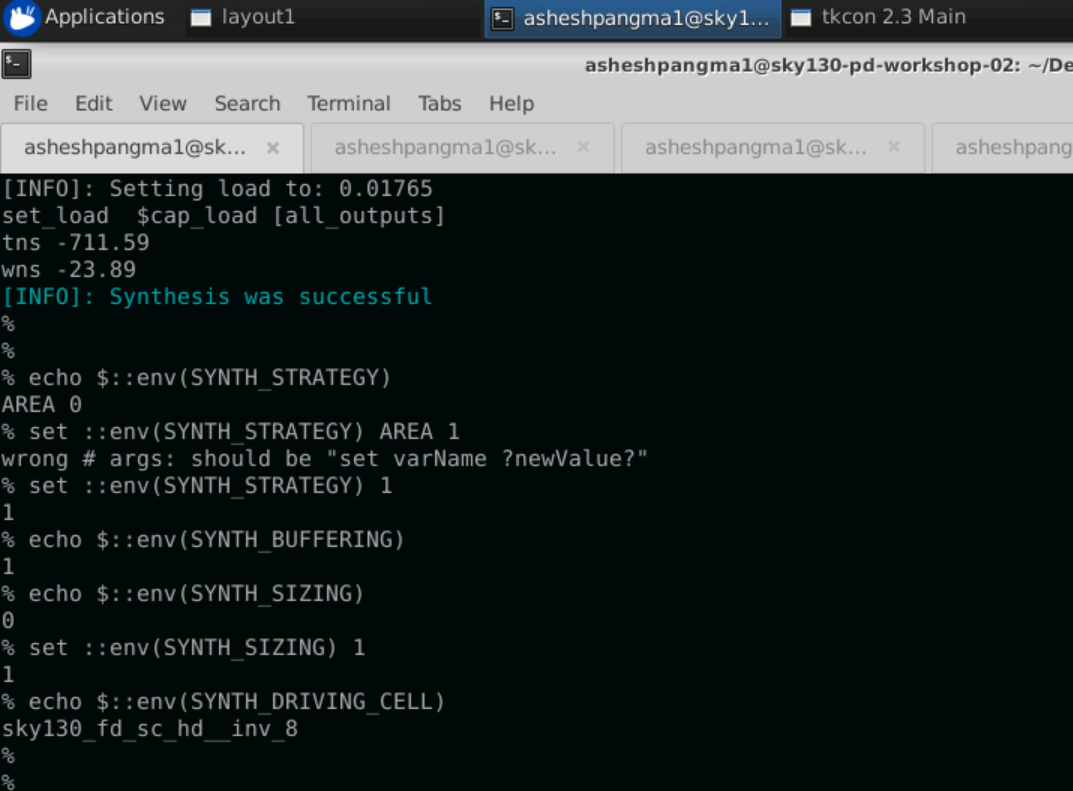 Applications layout1 asheshpangma1@sky1... tkcon 2.3 Main
asheshpangma1@sky130-pd-workshop-02: ~/De
File Edit View Search Terminal Tabs Help
asheshpangma1@sk... × asheshpangma1@sk... × asheshpangma1@sk... × asheshpang
[INFO]: Setting load to: 0.01765
set_load  $cap_load [all_outputs]
tns -711.59
wns -23.89
[INFO]: Synthesis was successful
%
%
% echo $::env(SYNTH_STRATEGY)
AREA 0
% set ::env(SYNTH_STRATEGY) AREA 1
wrong # args: should be "set varName ?newValue?"
% set ::env(SYNTH_STRATEGY) 1
1
% echo $::env(SYNTH_BUFFERING)
1
% echo $::env(SYNTH_SIZING)
0
% set ::env(SYNTH_SIZING) 1
1
% echo $::env(SYNTH_DRIVING_CELL)
sky130_fd_sc_hd__inv_8
%
%